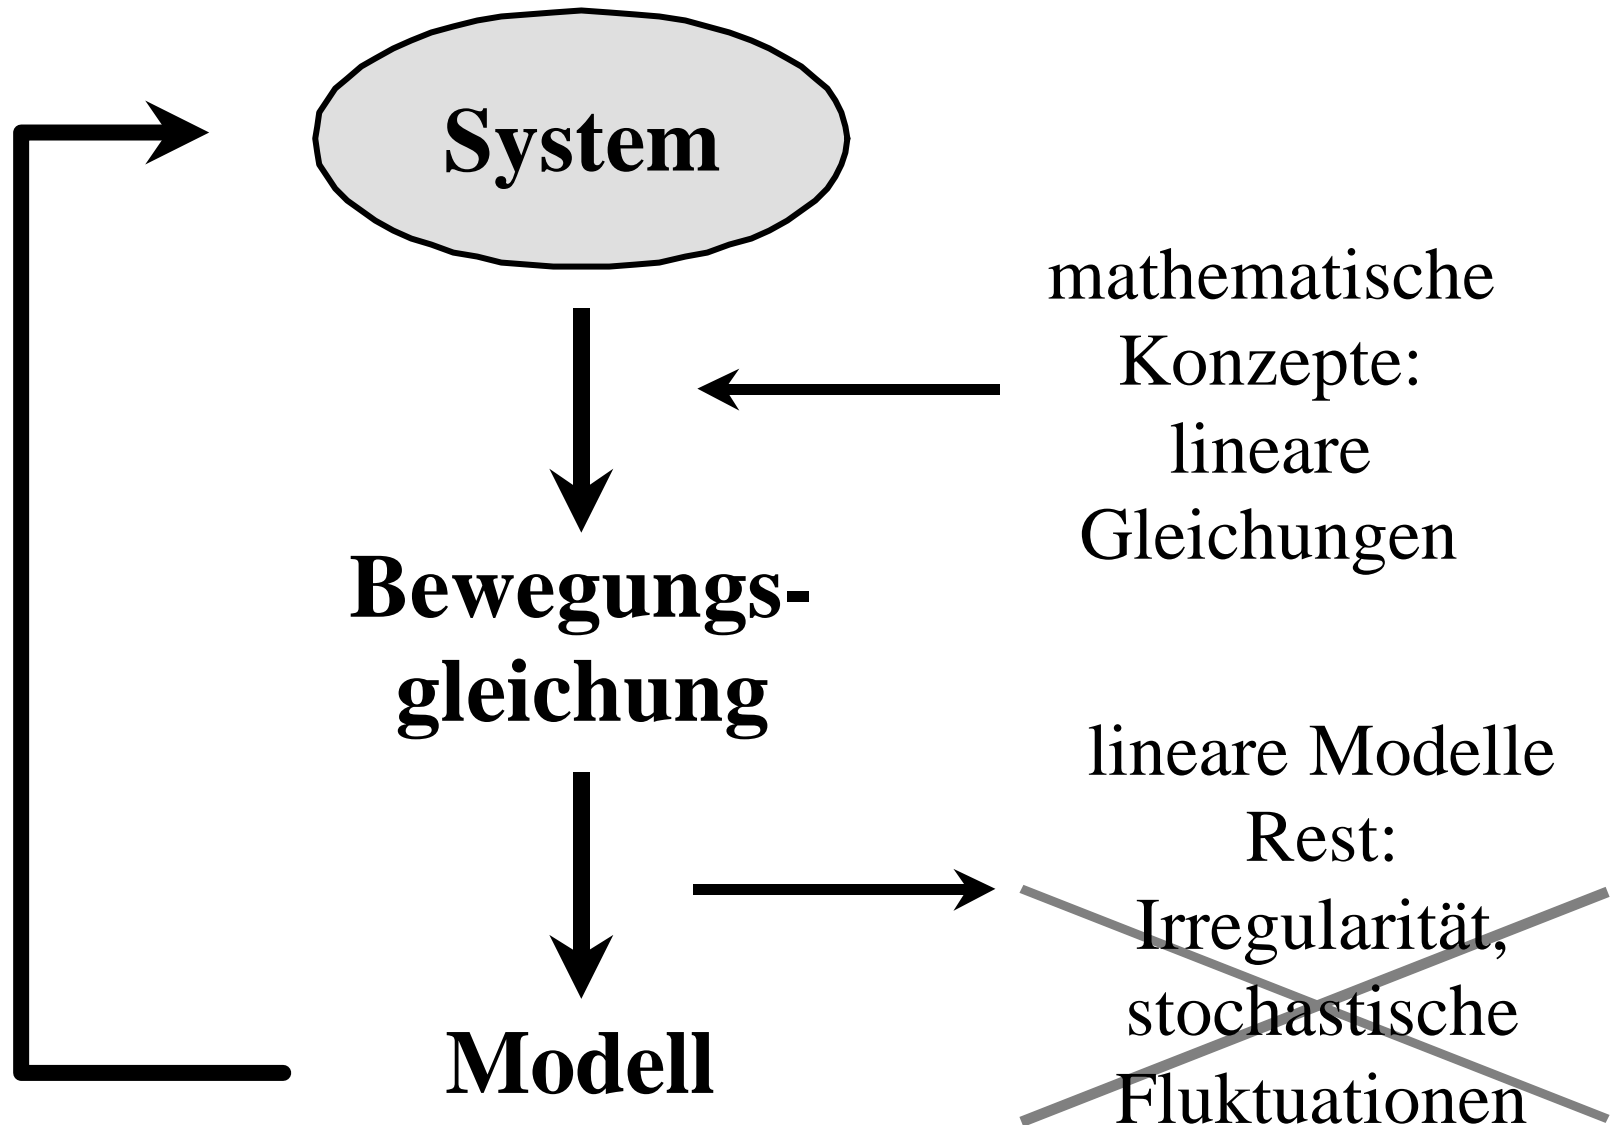 System
mathematische
Konzepte:
lineare
Gleichungen
Bewegungs-
gleichung
lineare Modelle
Rest:
Irregularität,
stochastische
Fluktuationen
Modell